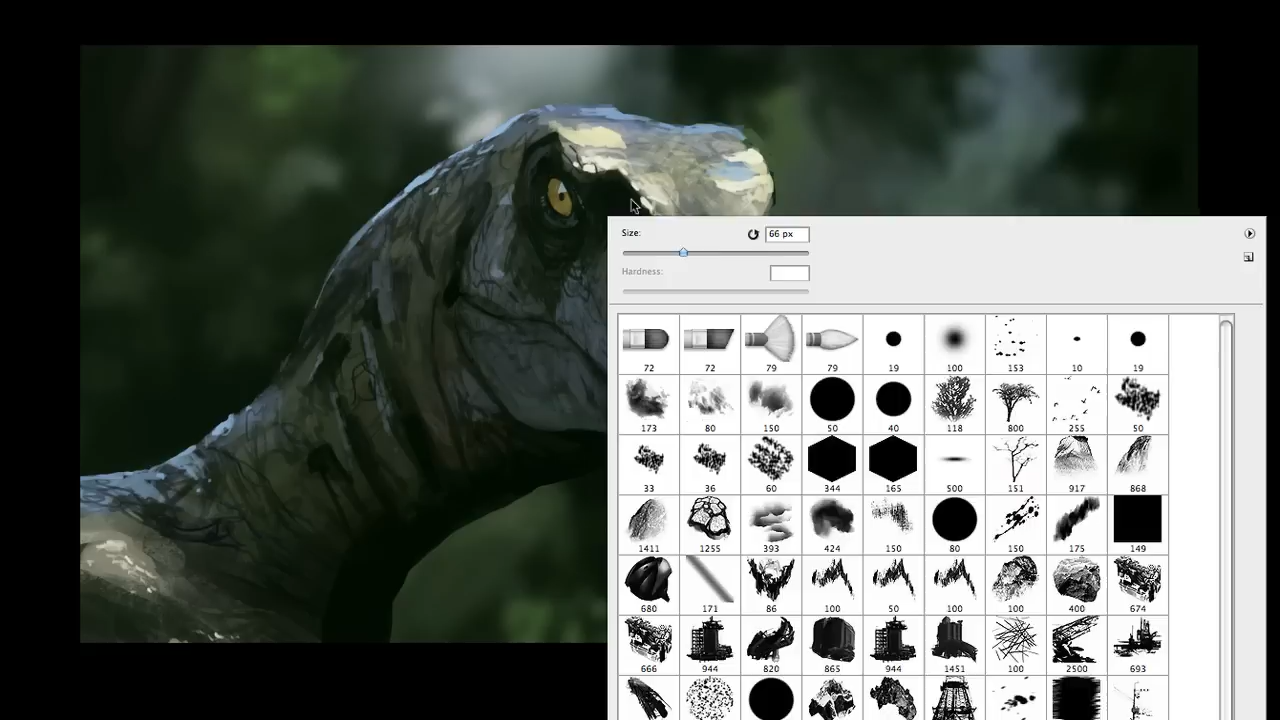 Size:
66 px
Hardness:
72 72 79 79 19 100 153 10 19
173 80 150 50 40 118 800 255 50
33 36 60 344 165 500 151 917 868
1411 1255 393 424 150 80 150 175 149
680 171 86 100 50 100 100 400 674
666 944 820 865 944 1451 100 2500 693